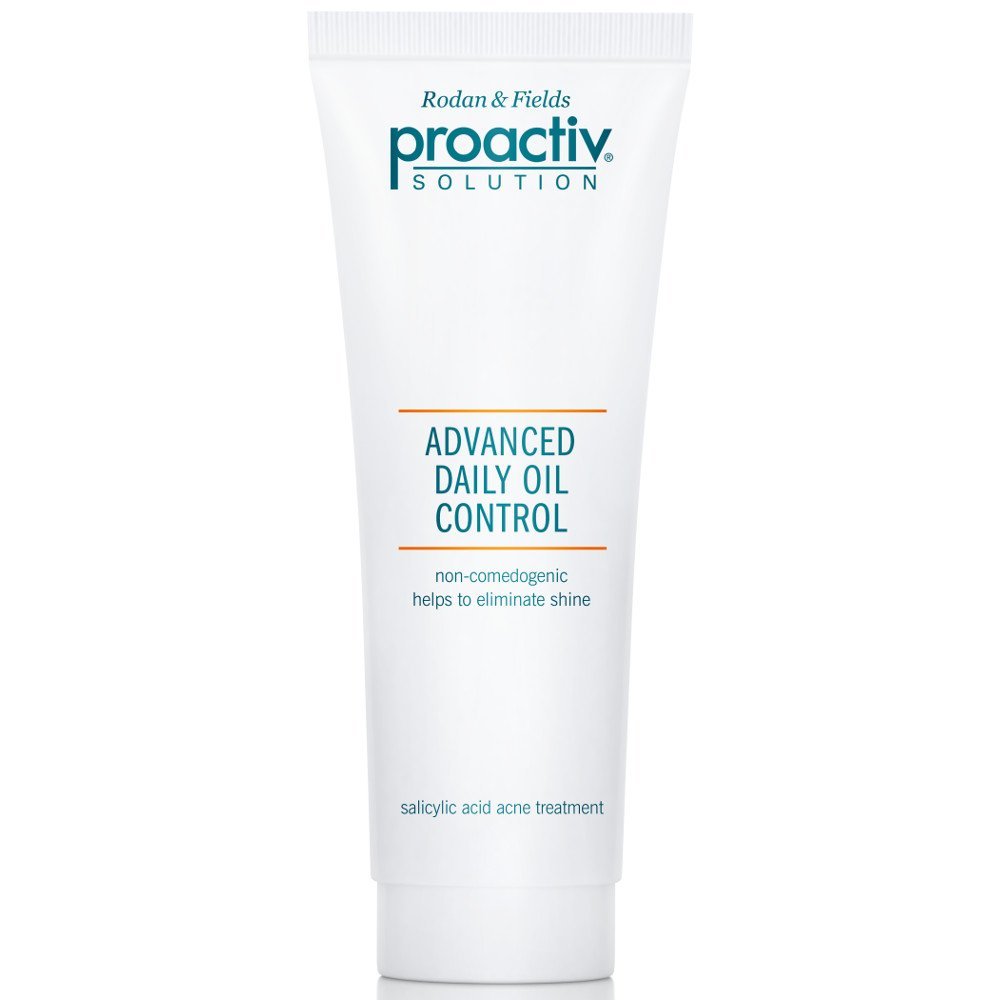 Rodan & Fields
proactiv®
SOLUTION
ADVANCED
DAILY OIL
CONTROL
non-comedogenic
helps to eliminate shine
salicylic acid acne treatment